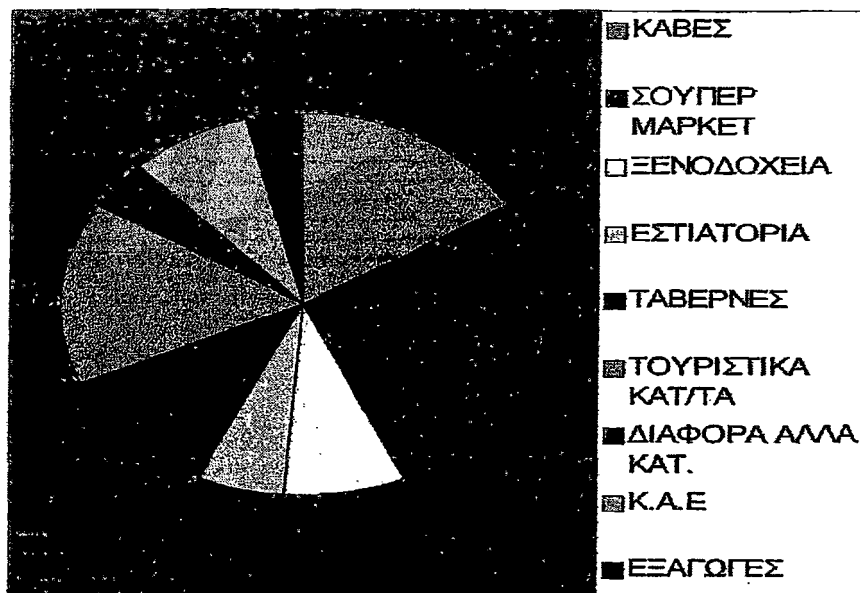 ΚΑΒΕΣ
ΣΟΥΠΕΡ
ΜΑΡΚΕΤ
ΞΕΝΟΔΟΧΕΙΑ
ΕΣΤΙΑΤΟΡΙΑ
ΤΑΒΕΡΝΕΣ
ΤΟΥΡΙΣΤΙΚΑ
ΚΑΤ/ΤΑ
ΔΙΑΦΟΡΑ ΑΛΛΑ
ΚΑΤ.
Κ.Α.Ε
ΕΞΑΓΩΓΕΣ